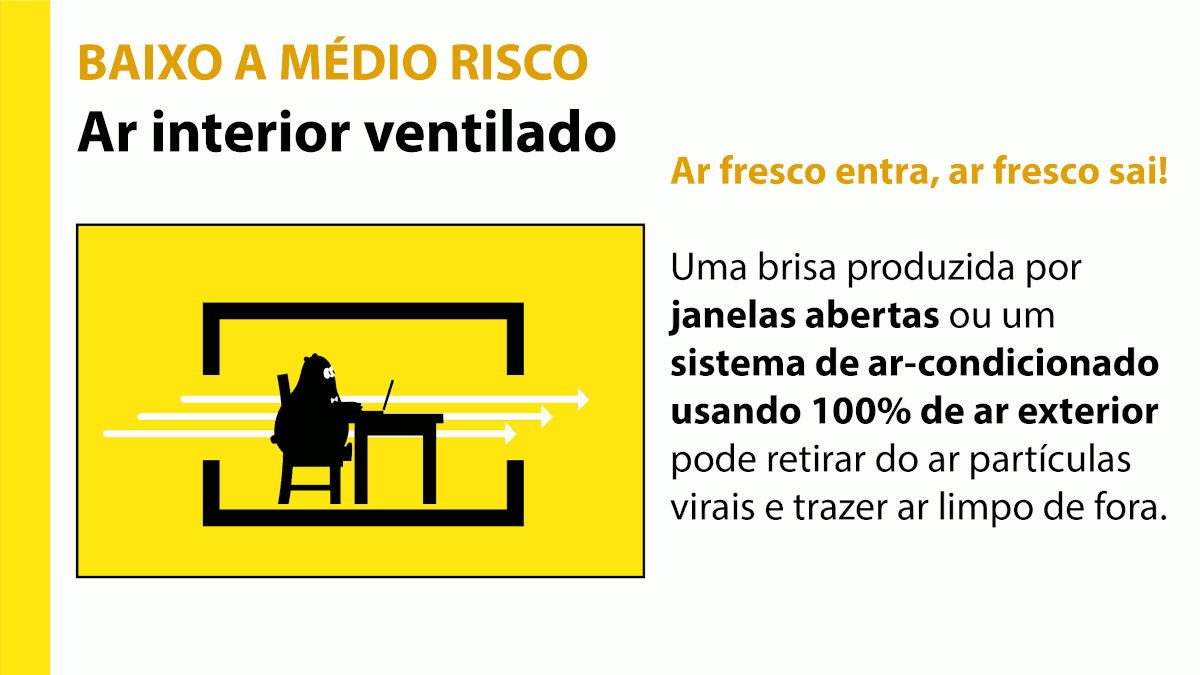 BAIXO A MÉDIO RISCO
Ar interior ventilado
Ar fresco entra, ar fresco sai!
Uma brisa produzida por
janelas abertas ou um
sistema de ar-condicionado
usando 100% de ar exterior
pode retirar do ar partículas
virais e trazer ar limpo de fora.